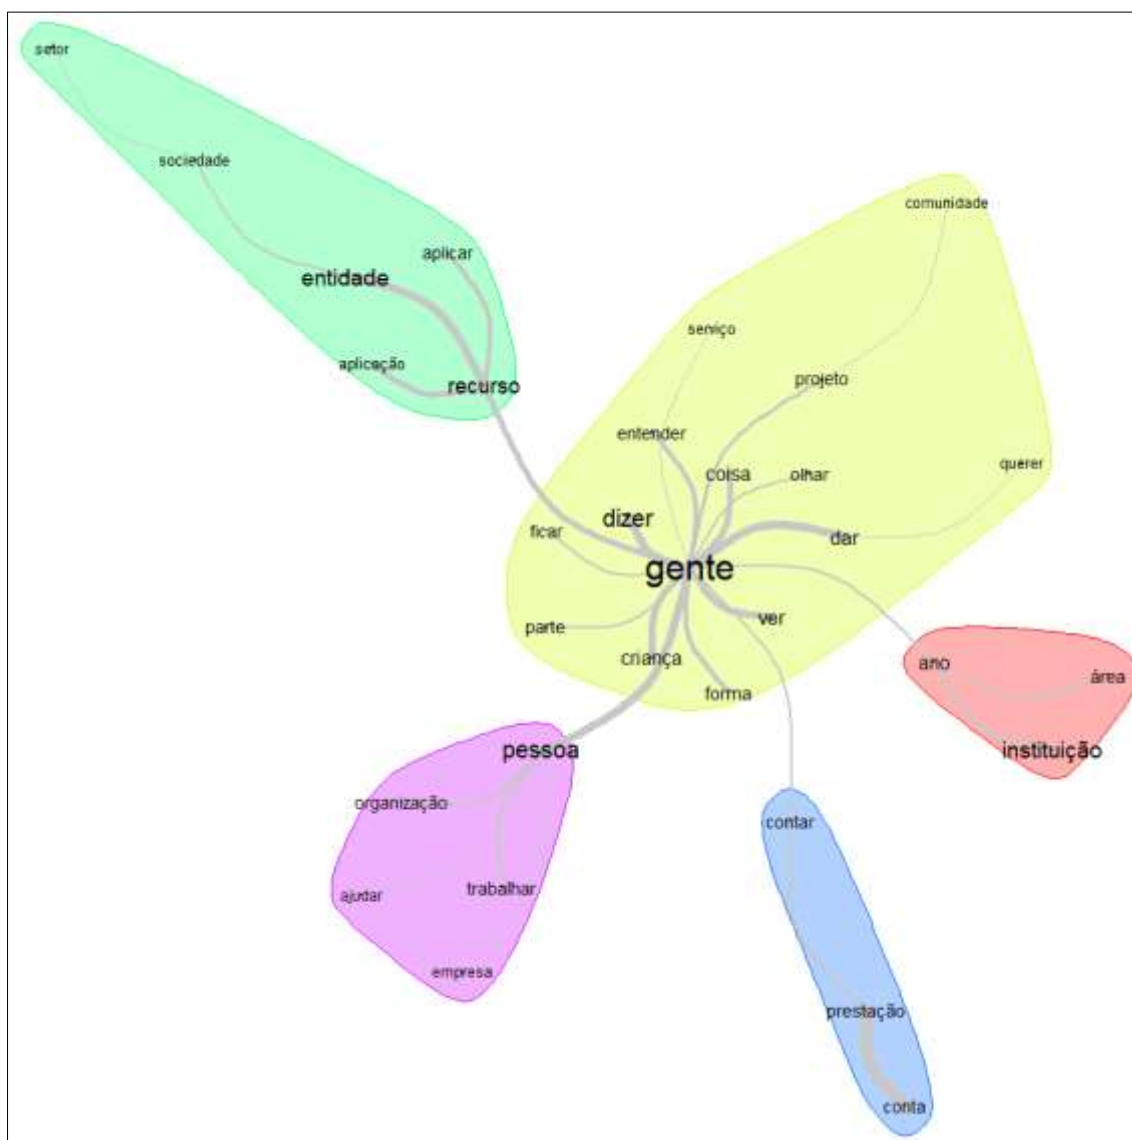 setor
sociedade
comunidade
aplicar
entidade
serviço
aplicação
projeto
recurso
entender
querer
coisa
olhar
dizer
ficar
dar
gente
ver
parte
criança
ano
área
forma
pessoa
instituição
organização
contar
trabalhar
ajudar
empresa
prestação
conta